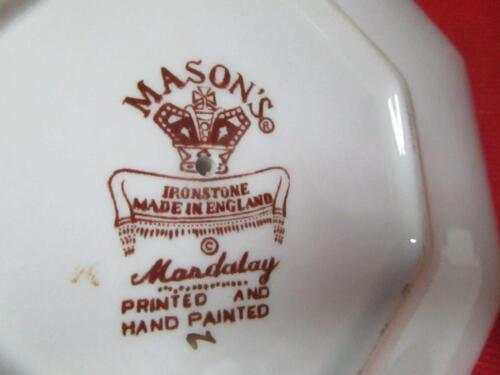 MASON'S®
IRONSTONE
MADE IN ENGLAND
©
Mandalay
PRINTED AND
HAND PAINTED